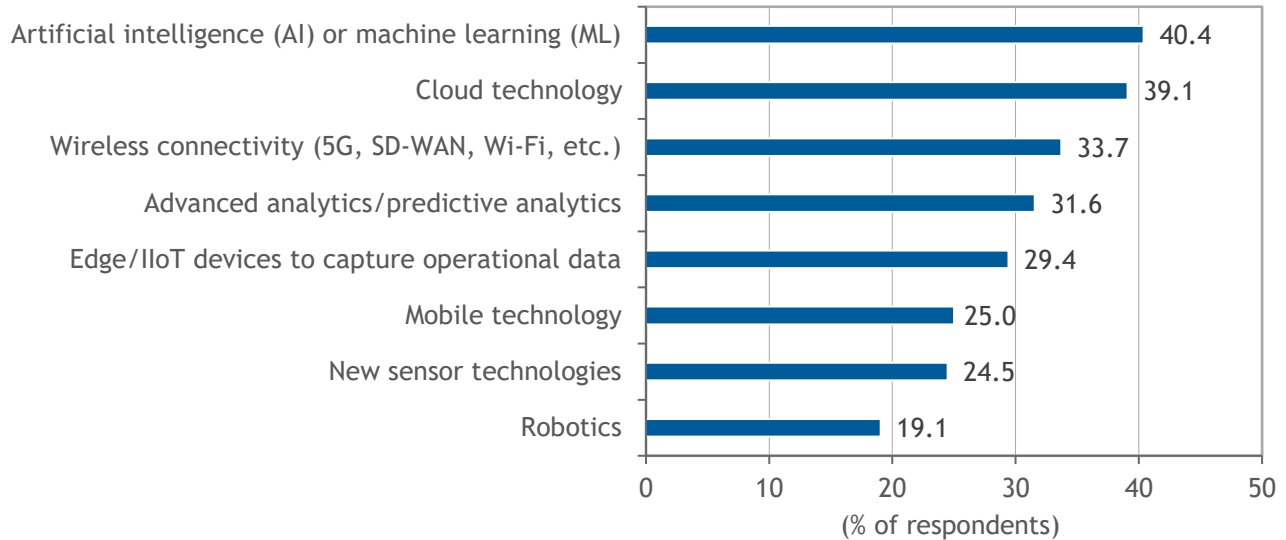 Artificial intelligence (AI) or machine learning (ML) 40.4
Cloud technology 39.1
Wireless connectivity (5G, SD-WAN, Wi-Fi, etc.) 33.7
Advanced analytics/predictive analytics 31.6
Edge/IIoT devices to capture operational data 29.4
Mobile technology 25.0
New sensor technologies 24.5
Robotics 19.1
0 10 20 30 40 50
(% of respondents)